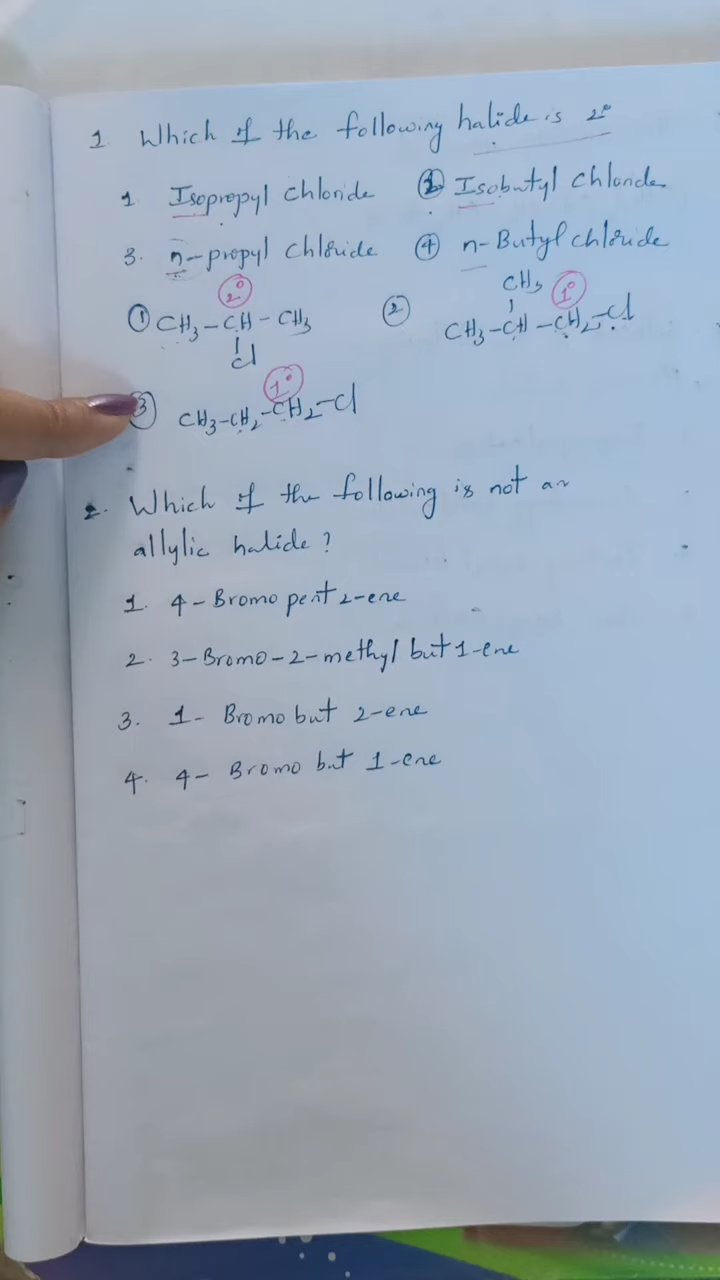 1 Which of the following halide is 2°
1 Isopropyl chloride ② Isobutyl chloride
3. n-propyl chloride ④ n-Butyl chloride
2° CH3 1°
① CH3-CH-CH3 ② CH3-CH-CH2-Cl
Cl
1°
③ CH3-CH2-CH2-Cl
2. Which of the following is not an
allylic halide?
1. 4-Bromo pent 2-ene
2. 3-Bromo-2-methyl but 1-ene
3. 1- Bromo but 2-ene
4. 4- Bromo but 1-ene